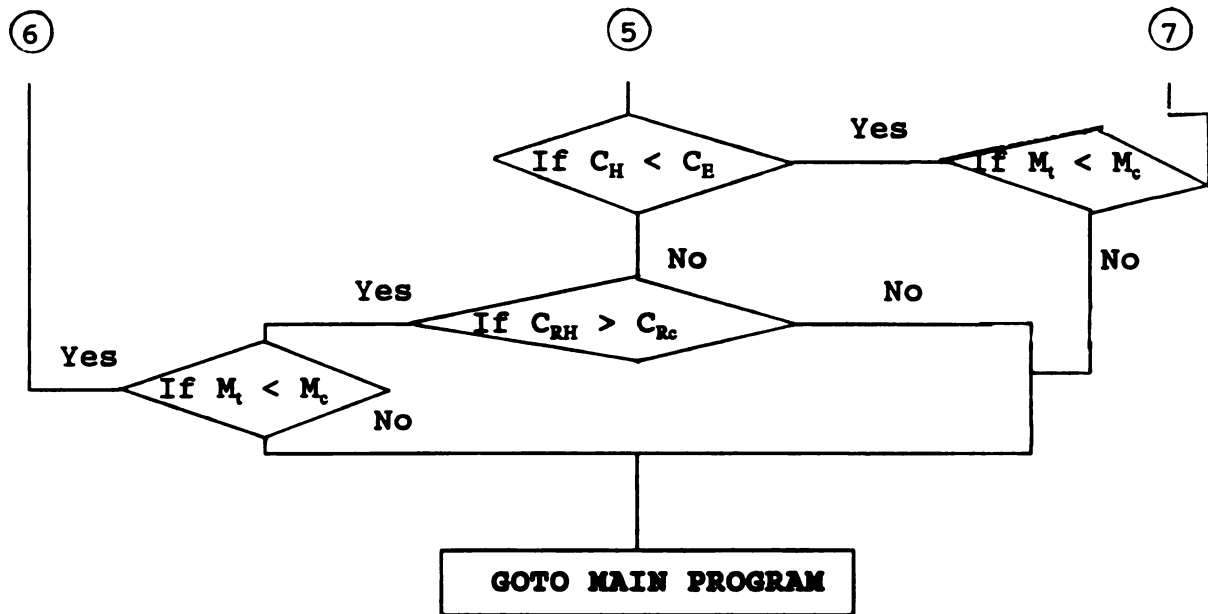 6
5
7
Yes
If C_H < C_E
If M_t < M_c
No
No
Yes
No
If C_RH > C_Rc
Yes
If M_t < M_c
No
GOTO MAIN PROGRAM